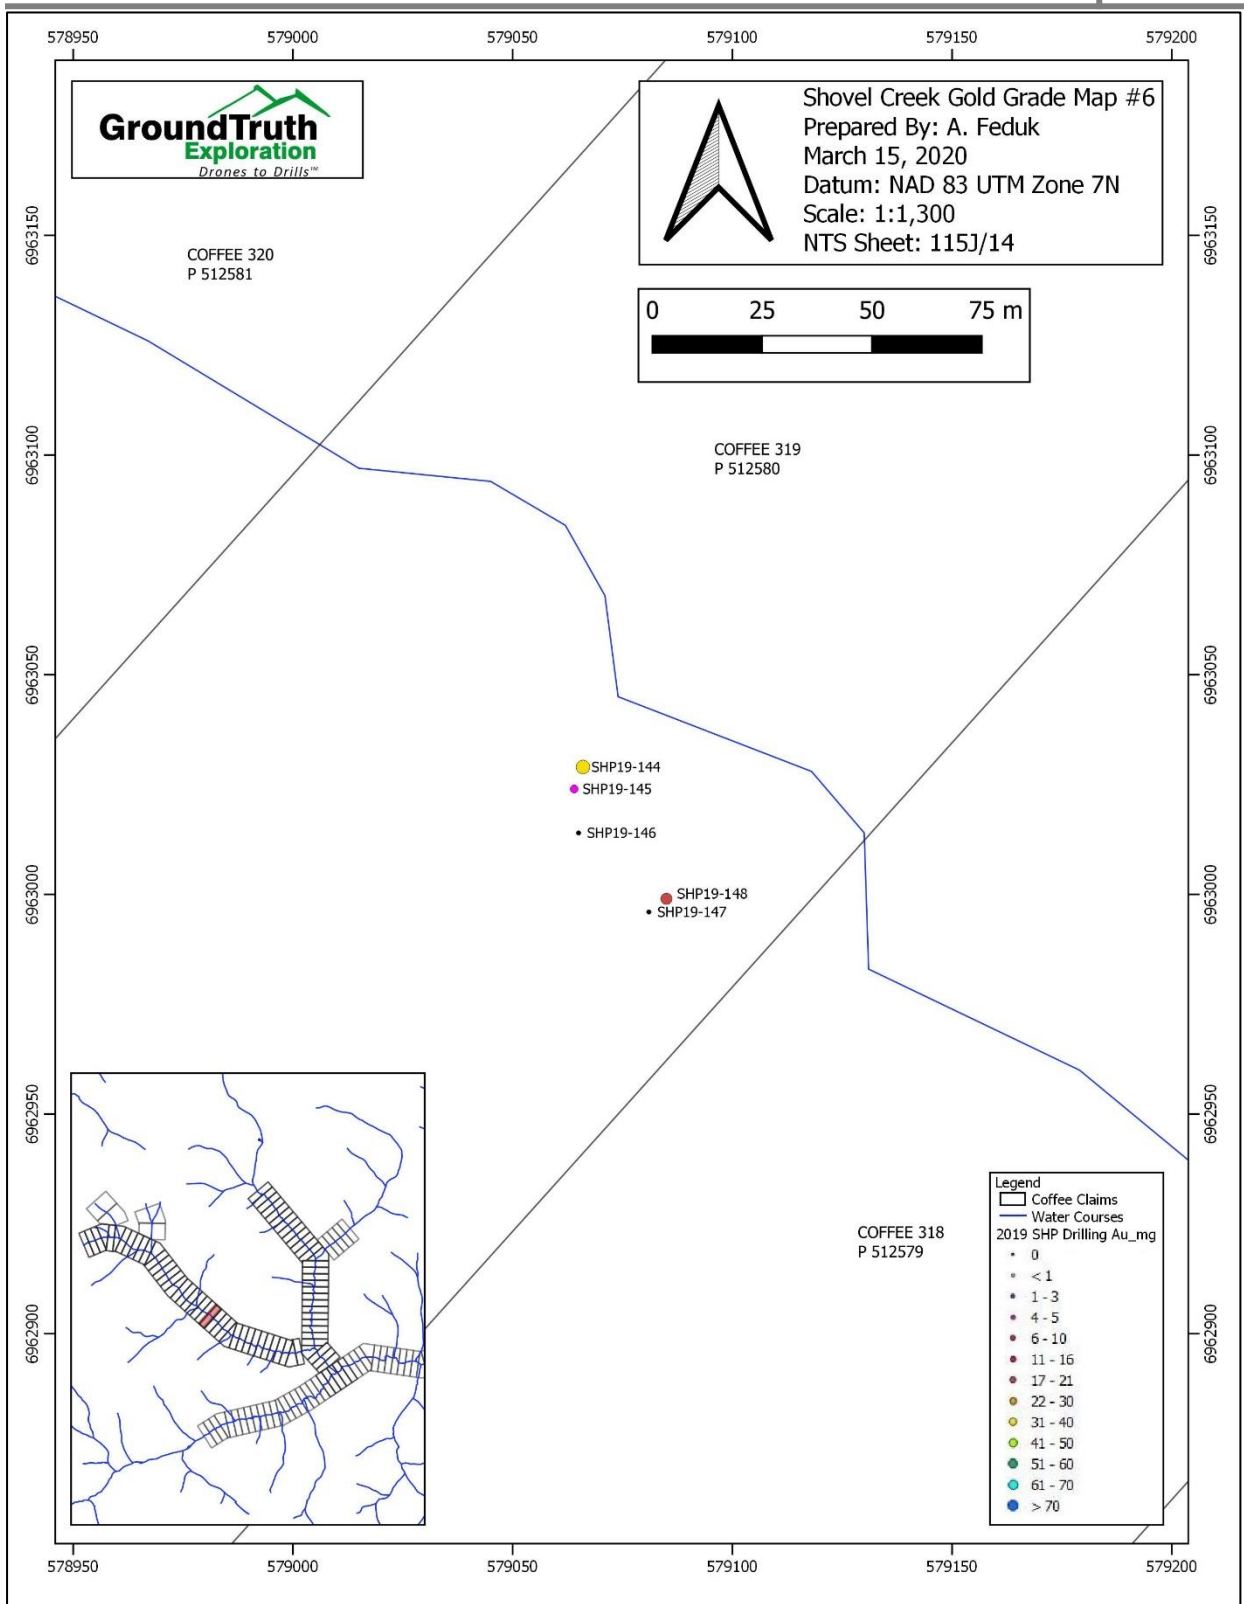 578950 579000 579050 579100 579150 579200
GroundTruth
Exploration
Drones to Drills™
Shovel Creek Gold Grade Map #6
Prepared By: A. Feduk
March 15, 2020
Datum: NAD 83 UTM Zone 7N
Scale: 1:1,300
NTS Sheet: 115J/14
6963150
6963150
COFFEE 320
P 512581
0 25 50 75 m
6963100
6963100
COFFEE 319
P 512580
6963050
6963050
SHP19-144
SHP19-145
SHP19-146
6963000
6963000
SHP19-148
SHP19-147
6962950
6962950
COFFEE 318
P 512579
6962900
6962900
Legend
Coffee Claims
Water Courses
2019 SHP Drilling Au_mg
0
< 1
1 - 3
4 - 5
6 - 10
11 - 16
17 - 21
22 - 30
31 - 40
41 - 50
51 - 60
61 - 70
> 70
578950 579000 579050 579100 579150 579200